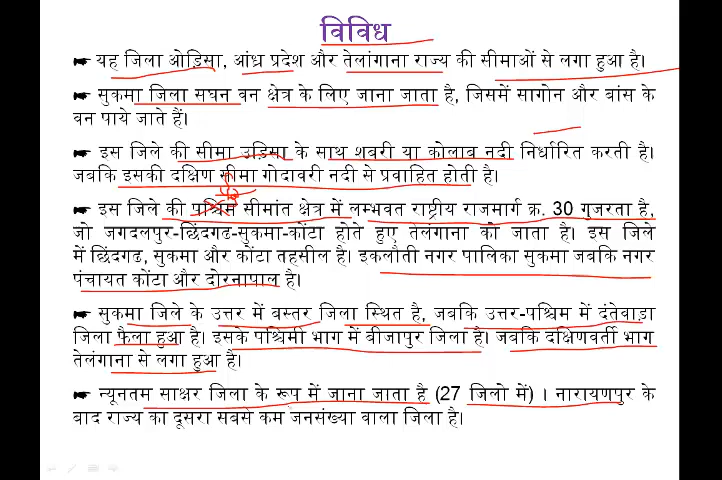 विविध
☛ यह जिला ओड़िसा, आंध्र प्रदेश और तेलांगाना राज्य की सीमाओं से लगा हुआ है।
☛ सुकमा जिला सघन वन क्षेत्र के लिए जाना जाता है, जिसमें सागोन और बांस के
वन पाये जाते हैं।
☛ इस जिले की सीमा उड़िसा के साथ शबरी या कोलाब नदी निर्धारित करती है।
जबकि इसकी दक्षिण सीमा गोदावरी नदी से प्रवाहित होती है।
☛ इस जिले की पश्चिम सीमांत क्षेत्र में लम्भवत राष्ट्रीय राजमार्ग क्र. 30 गुजरता है,
जो जगदलपुर-छिंदगढ-सुकमा-कोंटा होते हुए तेलंगाना को जाता है। इस जिले
में छिंदगढ, सुकमा और कोंटा तहसील है। इकलौती नगर पालिका सुकमा जबकि नगर
पंचायत कोंटा और दोरनापाल है।
☛ सुकमा जिले के उत्तर में बस्तर जिला स्थित है, जबकि उत्तर-पश्चिम में दंतेवाड़ा
जिला फैला हुआ है। इसके पश्चिमी भाग में बीजापुर जिला है। जबकि दक्षिणवर्ती भाग
तेलंगाना से लगा हुआ है।
☛ न्यूनतम साक्षर जिला के रूप में जाना जाता है (27 जिलो में) । नारायणपुर के
बाद राज्य का दूसरा सबसे कम जनसंख्या वाला जिला है।